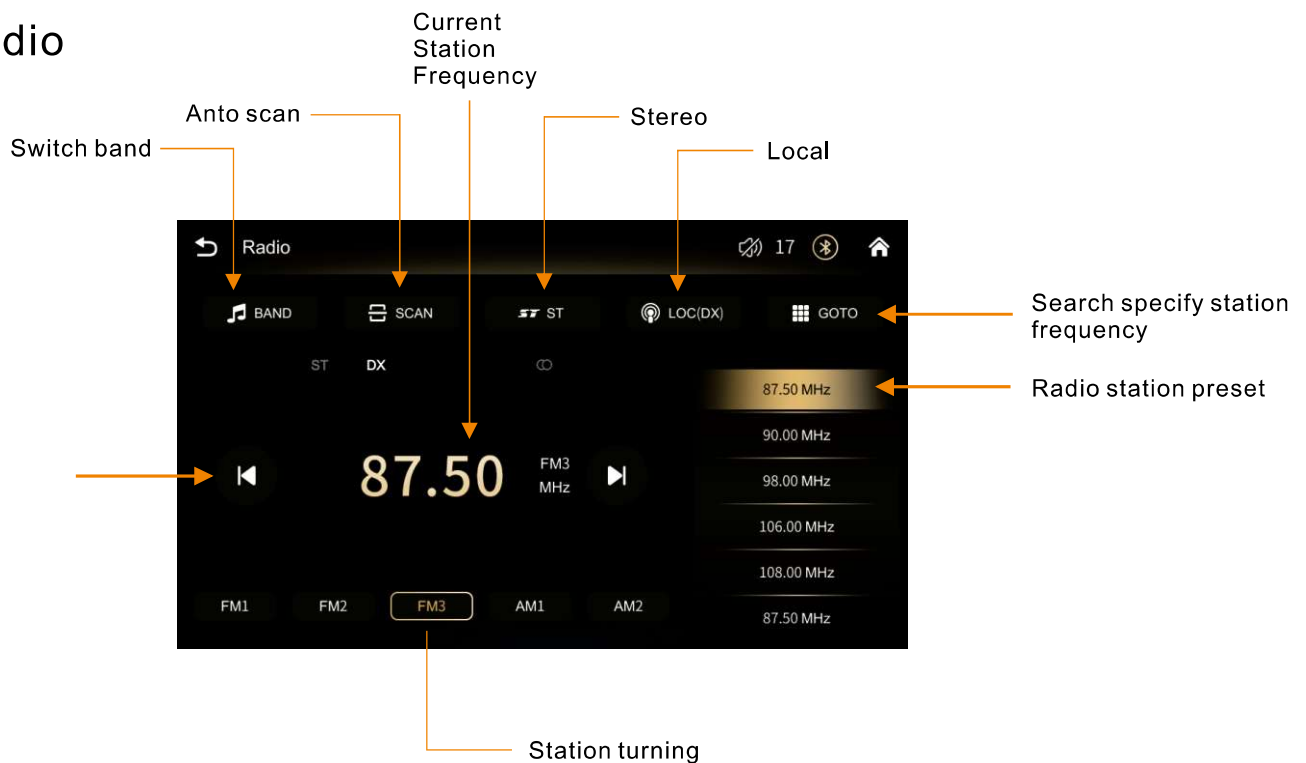 dio
Current
Station
Frequency
Anto scan
Stereo
Switch band
Local
Radio
17
BAND
SCAN
ST ST
LOC(DX)
GOTO
Search specify station
frequency
ST
DX
87.50 MHz
Radio station preset
90.00 MHz
87.50
FM3
MHz
98.00 MHz
106.00 MHz
108.00 MHz
FM1
FM2
FM3
AM1
AM2
87.50 MHz
Station turning